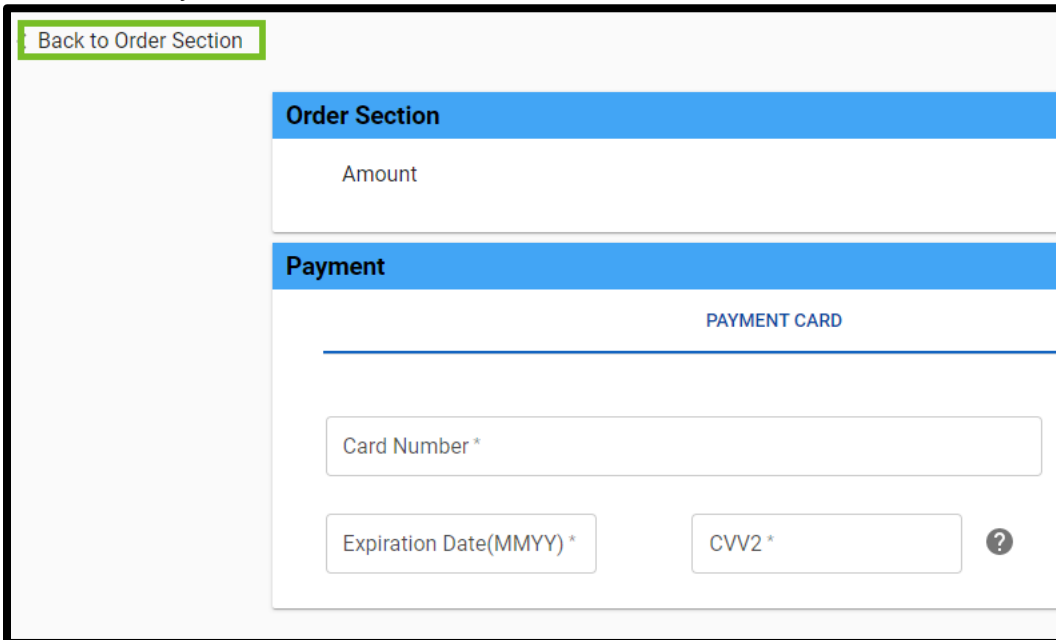 Back to Order Section
Order Section
Amount
Payment
PAYMENT CARD
Card Number *
Expiration Date(MMYY) * CVV2 * ?